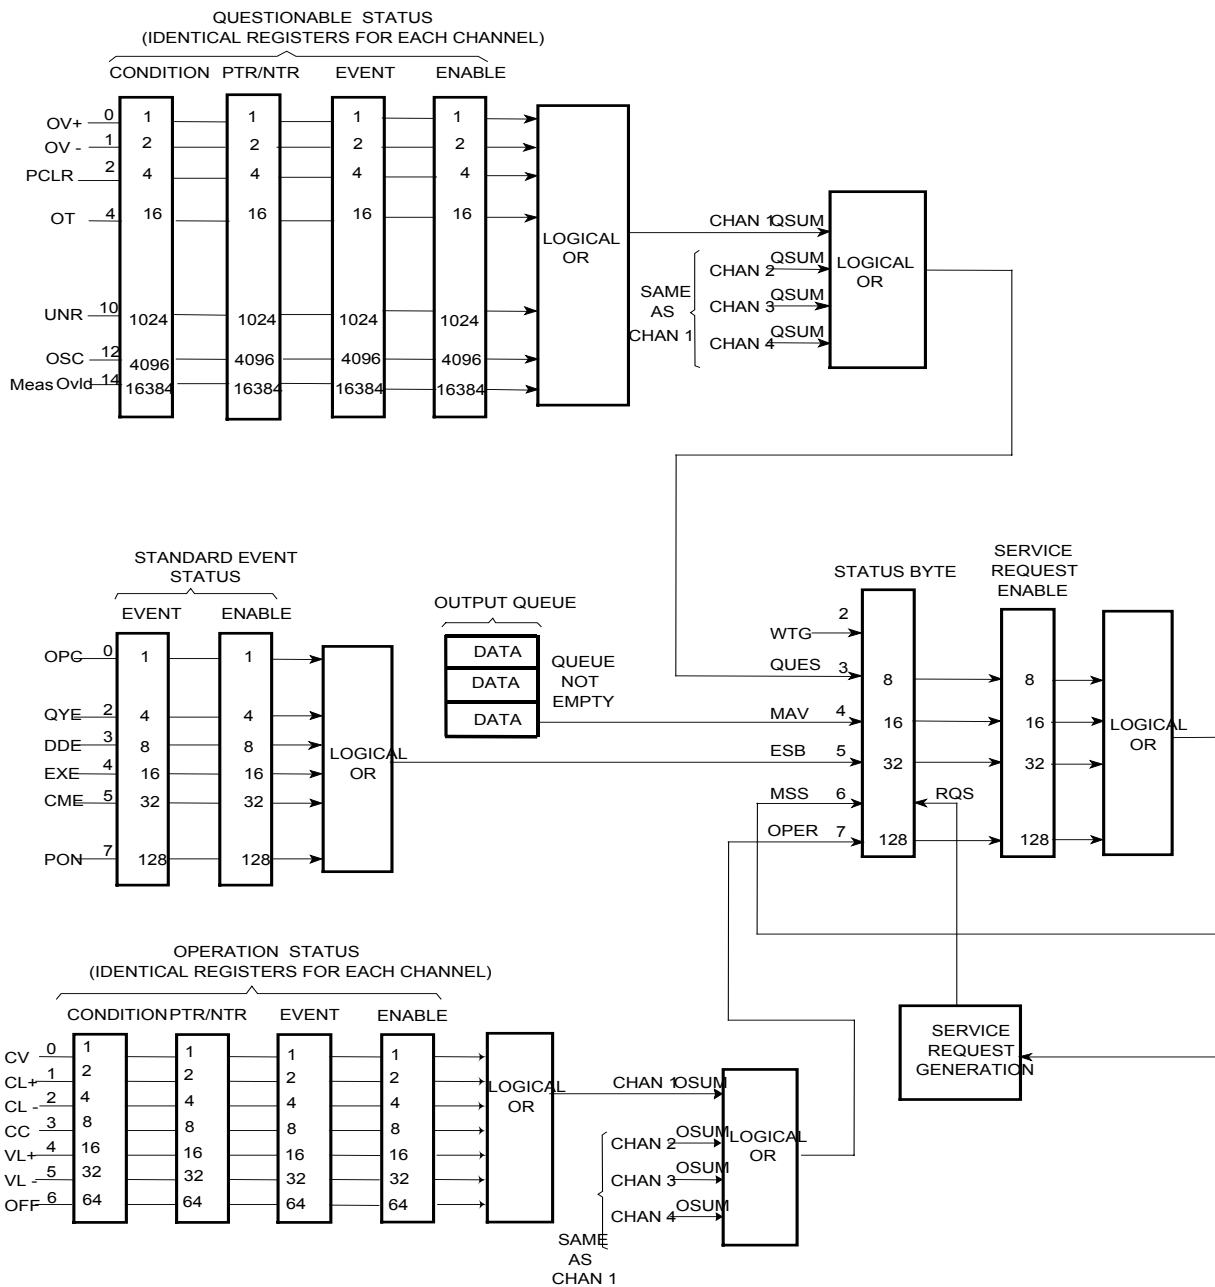 QUESTIONABLE STATUS
(IDENTICAL REGISTERS FOR EACH CHANNEL)
CONDITION PTR/NTR EVENT ENABLE
OV+ 0 1 1 1 1
OV - 1 2 2 2 2
PCLR 2 4 4 4 4
OT 4 16 16 16 16
UNR 10 1024 1024 1024 1024
OSC 12 4096 4096 4096 4096
Meas Ovld 14 16384 16384 16384 16384
LOGICAL
OR
CHAN 1 QSUM
CHAN 2 QSUM
CHAN 3 QSUM
CHAN 4 QSUM
SAME
AS
CHAN 1
LOGICAL
OR
STANDARD EVENT
STATUS
EVENT ENABLE
OPC 0 1 1
QYE 2 4 4
DDE 3 8 8
EXE 4 16 16
CME 5 32 32
PON 7 128 128
LOGICAL
OR
OUTPUT QUEUE
DATA
DATA
DATA
QUEUE
NOT
EMPTY
STATUS BYTE
SERVICE
REQUEST
ENABLE
WTG 2
QUES 3 8 8
MAV 4 16 16
ESB 5 32 32
MSS 6 RQS
OPER 7 128 128
LOGICAL
OR
SERVICE
REQUEST
GENERATION
OPERATION STATUS
(IDENTICAL REGISTERS FOR EACH CHANNEL)
CONDITION PTR/NTR EVENT ENABLE
CV 0 1 1 1 1
CL+ 1 2 2 2 2
CL - 2 4 4 4 4
CC 3 8 8 8 8
VL+ 4 16 16 16 16
VL - 5 32 32 32 32
OFF 6 64 64 64 64
LOGICAL
OR
CHAN 1 OSUM
CHAN 2 OSUM
CHAN 3 OSUM
CHAN 4 OSUM
SAME
AS
CHAN 1
LOGICAL
OR